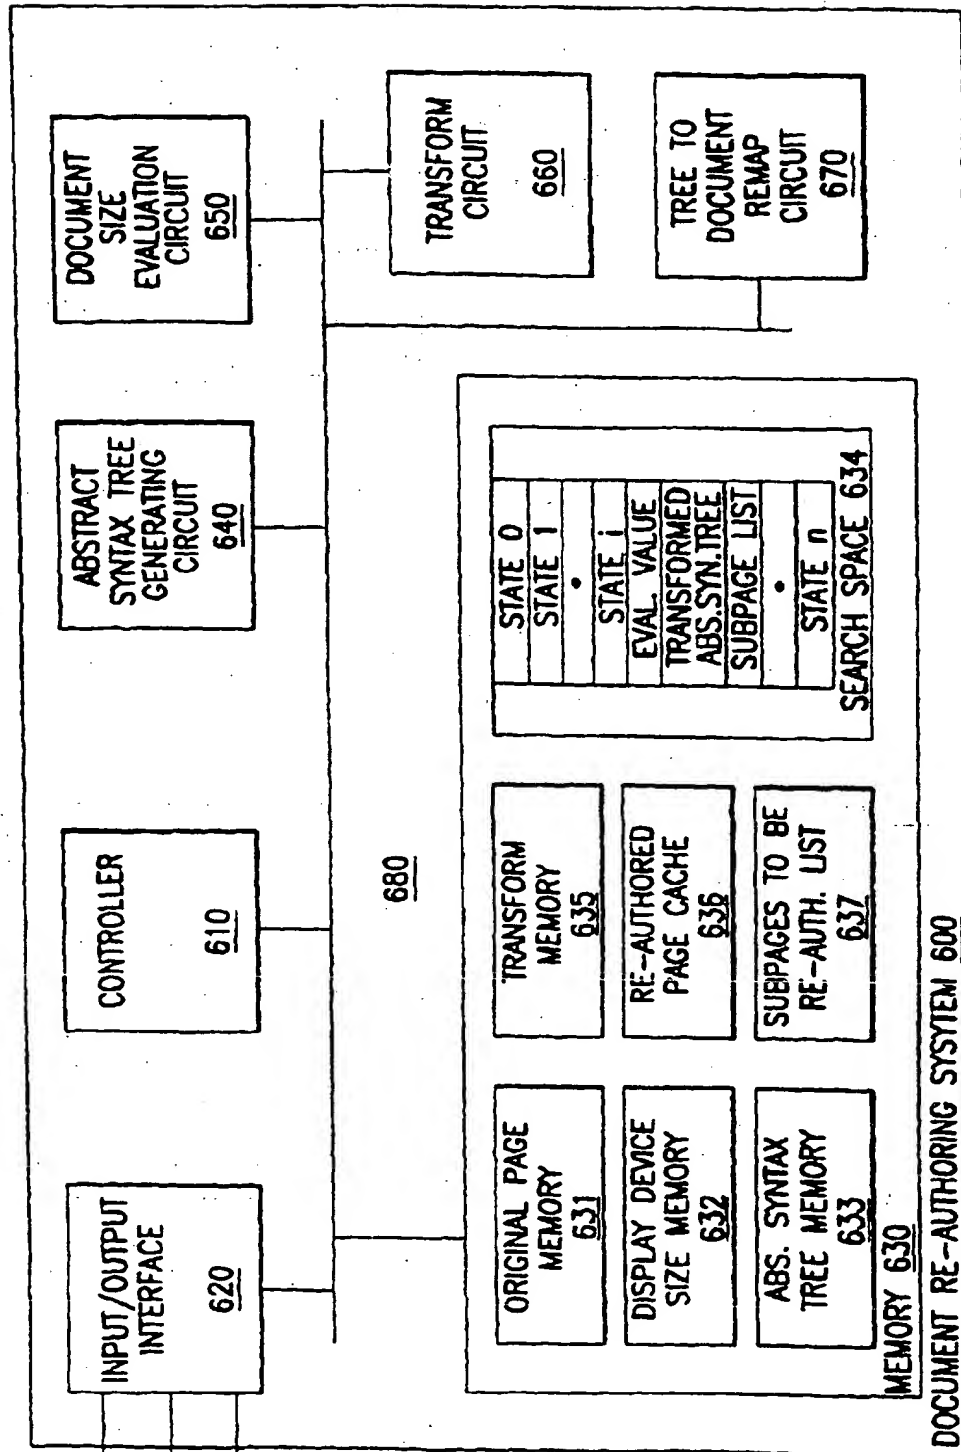 INPUT/OUTPUT
INTERFACE
620
CONTROLLER
610
ABSTRACT
SYNTAX TREE
GENERATING
CIRCUIT
640
DOCUMENT
SIZE
EVALUATION
CIRCUIT
650
680
TRANSFORM
CIRCUIT
660
TREE TO
DOCUMENT
REMAP
CIRCUIT
670
ORIGINAL PAGE
MEMORY
631
TRANSFORM
MEMORY
635
DISPLAY DEVICE
SIZE MEMORY
632
RE-AUTHORED
PAGE CACHE
636
ABS. SYNTAX
TREE MEMORY
633
SUBPAGES TO BE
RE-AUTH. LIST
637
STATE 0
STATE 1
•
STATE i
EVAL. VALUE
TRANSFORMED
ABS.SYN.TREE
SUBPAGE LIST
•
STATE n
SEARCH SPACE 634
MEMORY 630
DOCUMENT RE-AUTHORING SYSYTEM 600